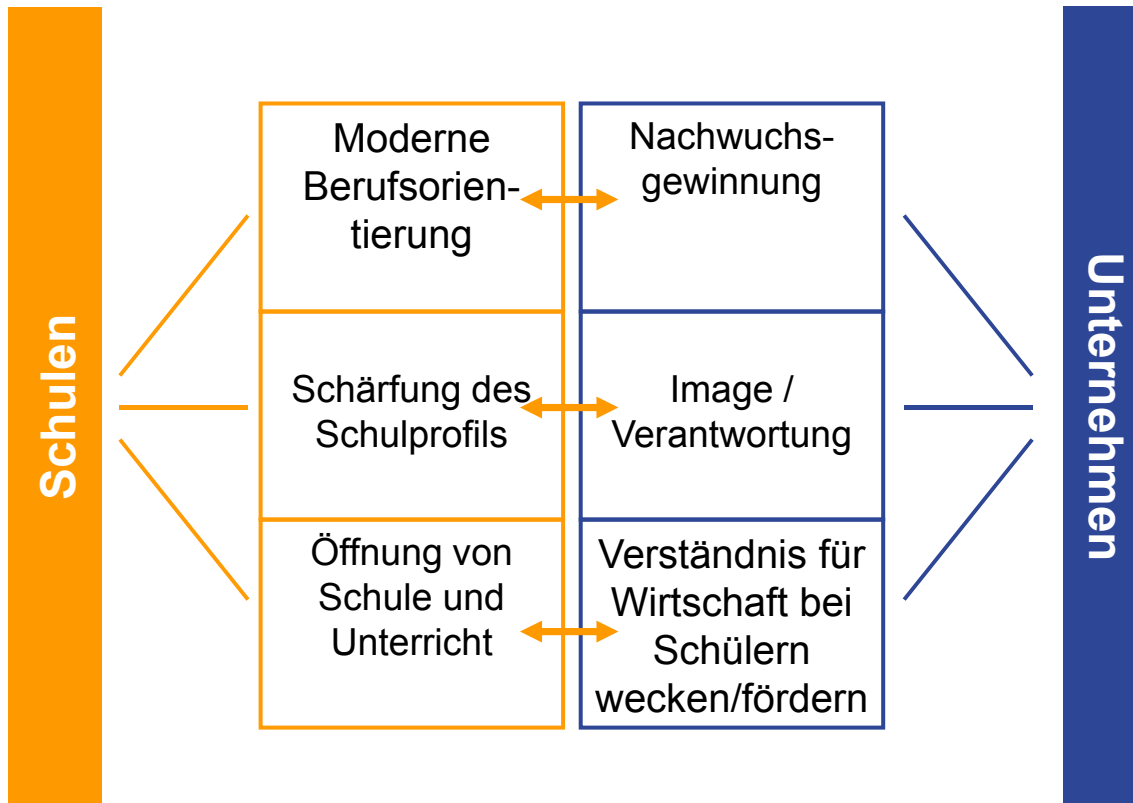 Schulen
Moderne
Berufsorien-
tierung
Nachwuchs-
gewinnung
Schärfung des
Schulprofils
Image /
Verantwortung
Öffnung von
Schule und
Unterricht
Verständnis für
Wirtschaft bei
Schülern
wecken/fördern
Unternehmen